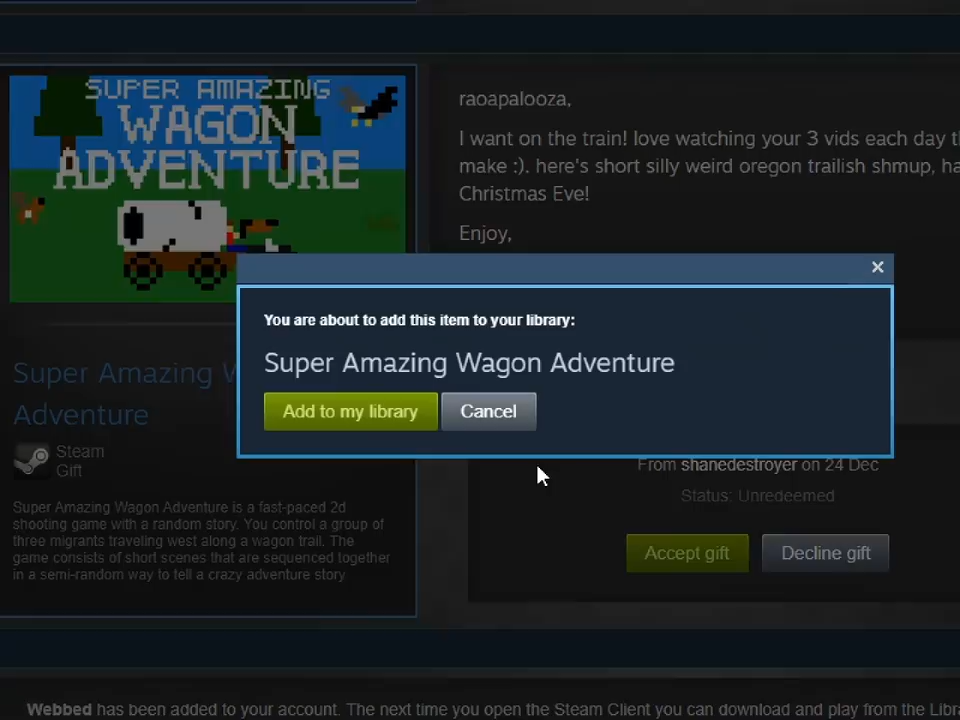 SUPER AMAZING
WAGON
ADVENTURE
raoapalooza,
I want on the train! love watching your 3 vids each day
make :). here's short silly weird oregon trailish shmup,
Christmas Eve!
Enjoy,
You are about to add this item to your library:
Super Amazing Wagon Adventure
Add to my library
Cancel
Super Amazing
Adventure
Steam
Gift
Super Amazing Wagon Adventure is a fast-paced 2d
shooting game with a random story. You control a group of
three migrants traveling west along a wagon trail. The
game consists of short scenes that are sequenced together
in a semi-random way to tell a crazy adventure story
From shanedestroyer on 24 Dec
Status: Unredeemed
Accept gift
Decline gift
Webbed has been added to your account. The next time you open the Steam Client you can download and play from the